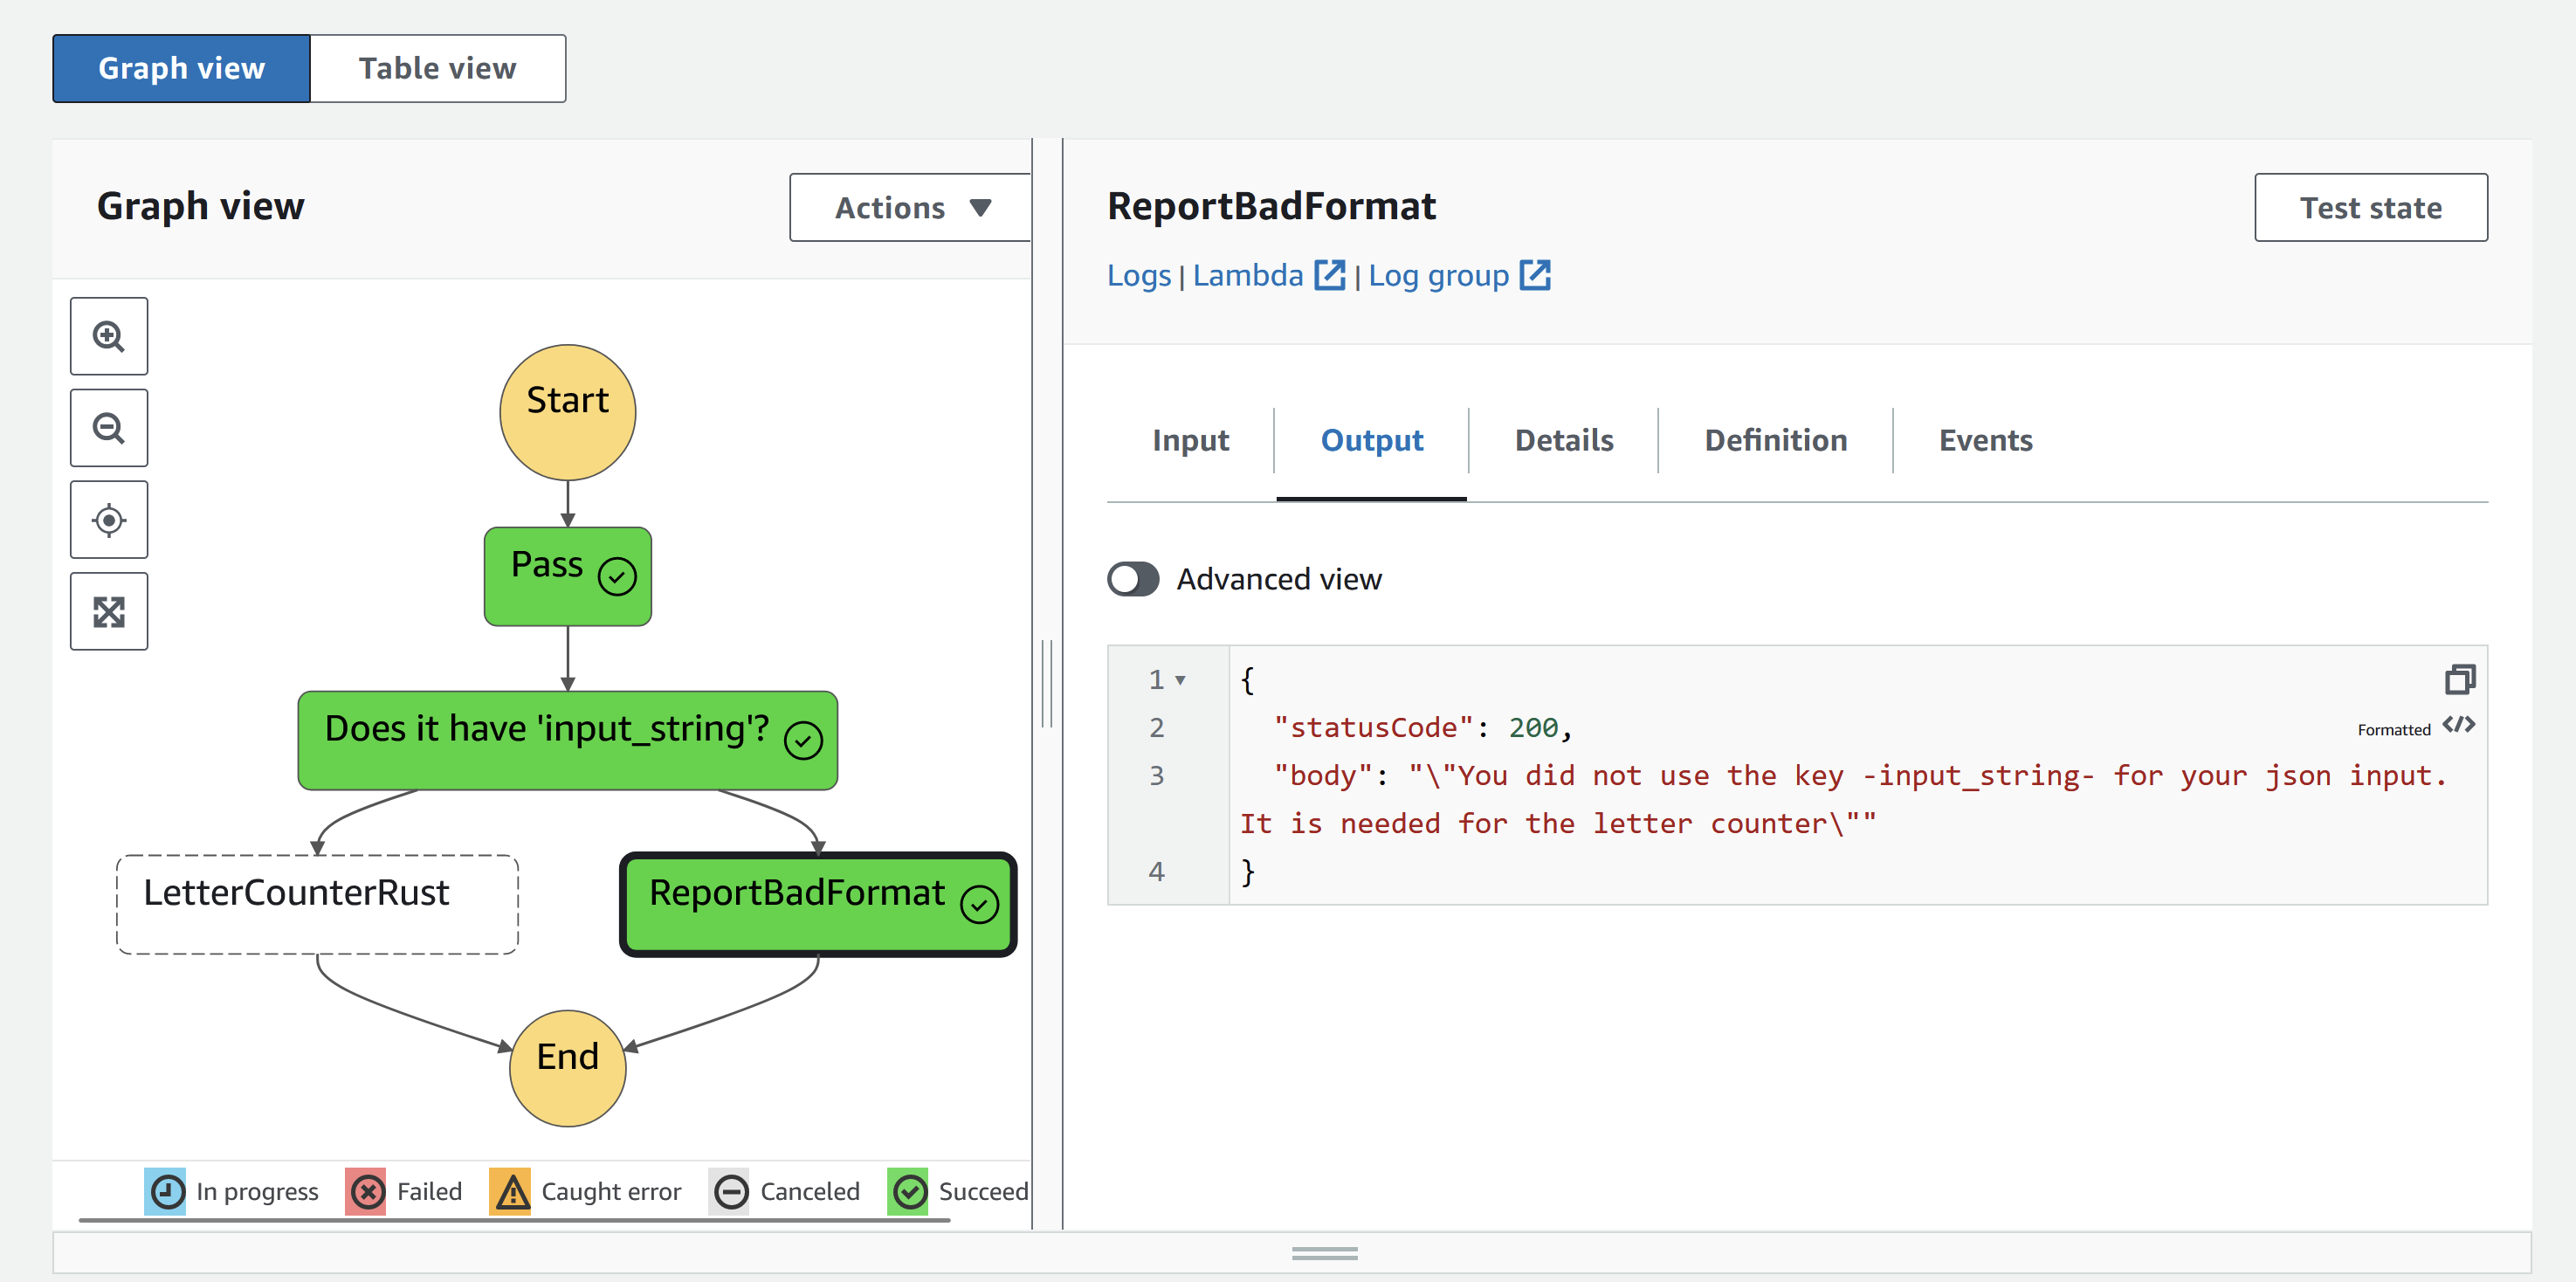 Graph view
Table view
Graph view
Actions
Start
Pass
Does it have 'input_string'?
LetterCounterRust
ReportBadFormat
End
In progress
Failed
Caught error
Canceled
Succeed
ReportBadFormat
Test state
Logs | Lambda | Log group
Input
Output
Details
Definition
Events
Advanced view
1 {
2 "statusCode": 200,
Formatted
3 "body": "\"You did not use the key -input_string- for your json input.
It is needed for the letter counter\""
4 }